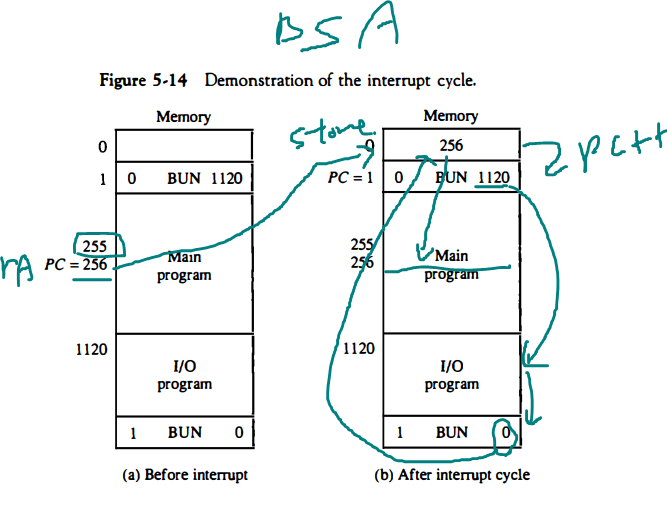 BSA
Figure 5-14 Demonstration of the interrupt cycle.
Memory
0
1 0 BUN 1120
255
rA PC = 256
Main
program
1120
I/O
program
1 BUN 0
(a) Before interrupt
Memory
store
0 256
PC++
PC = 1 0 BUN 1120
255
256
Main
program
1120
I/O
program
1 BUN 0
(b) After interrupt cycle